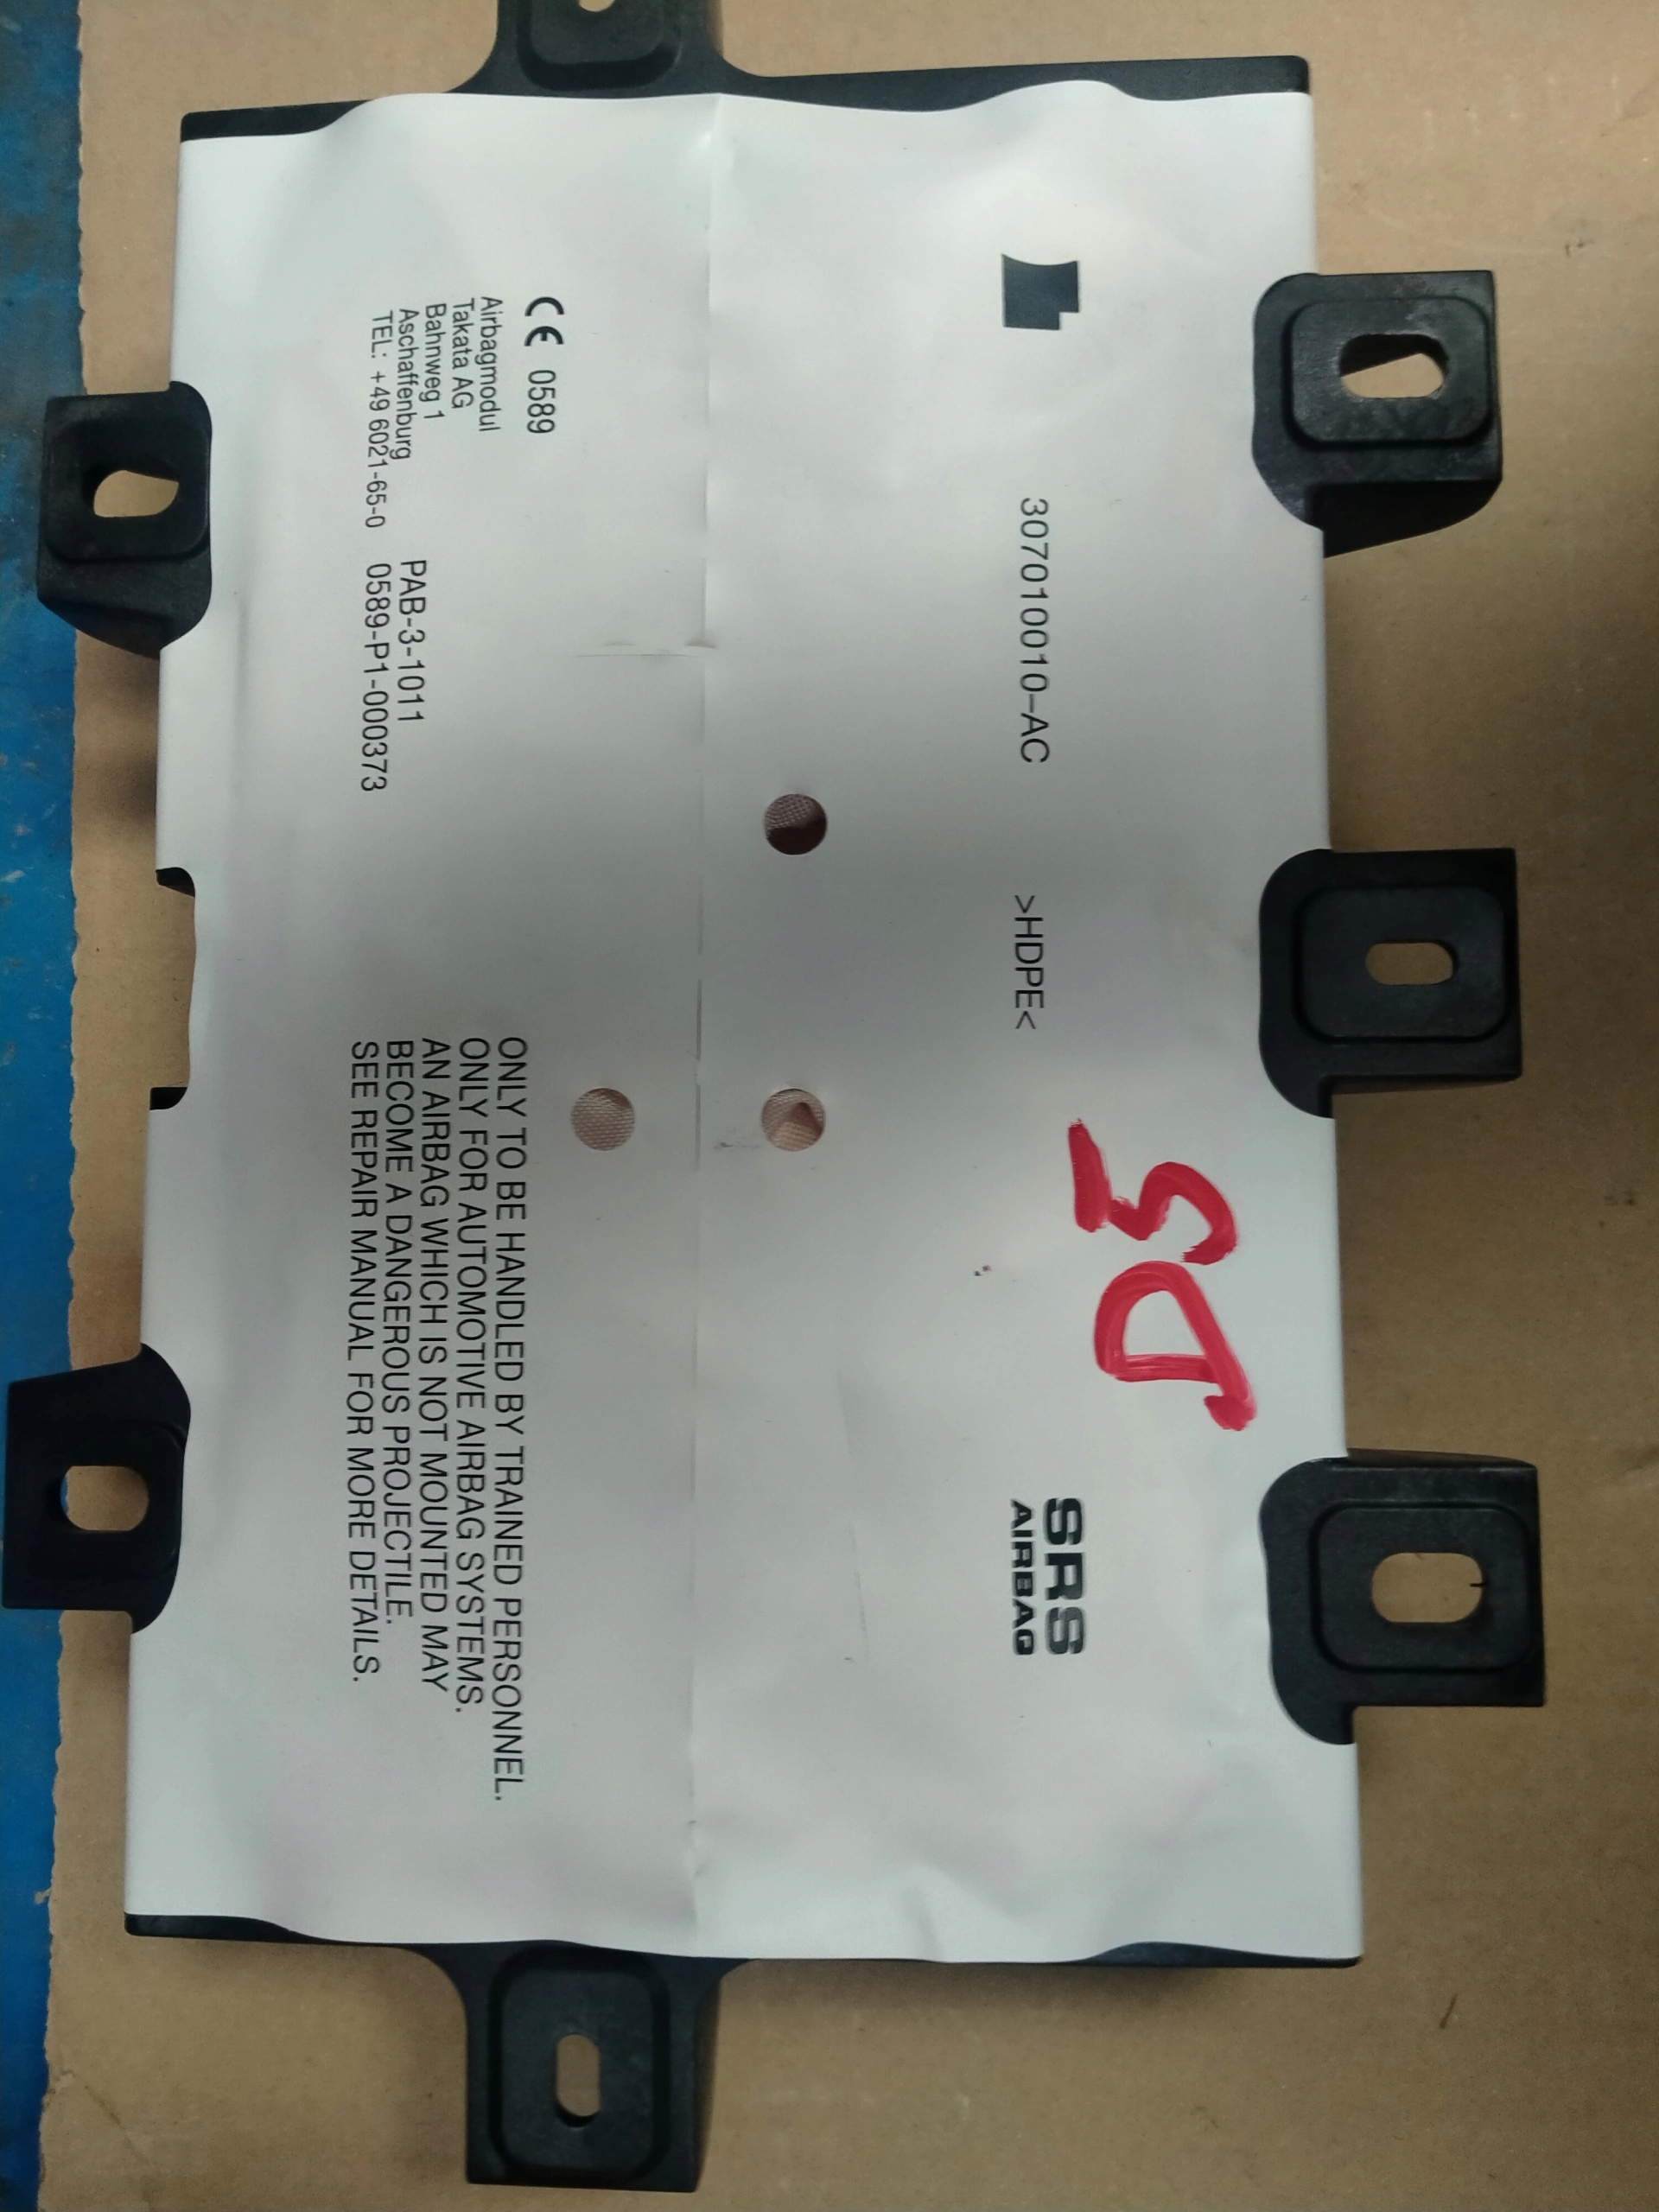 307010010-AC
>HDPE<
SRS
AIRBAG
CE 0589
Airbagmodul
Takata AG
Bahnweg 1
Aschaffenburg
TEL: +49 6021-65-0
PAB-3-1011
0589-P1-000373
ONLY TO BE HANDLED BY TRAINED PERSONNEL.
ONLY FOR AUTOMOTIVE AIRBAG SYSTEMS.
AN AIRBAG WHICH IS NOT MOUNTED MAY
BECOME A DANGEROUS PROJECTILE.
SEE REPAIR MANUAL FOR MORE DETAILS.